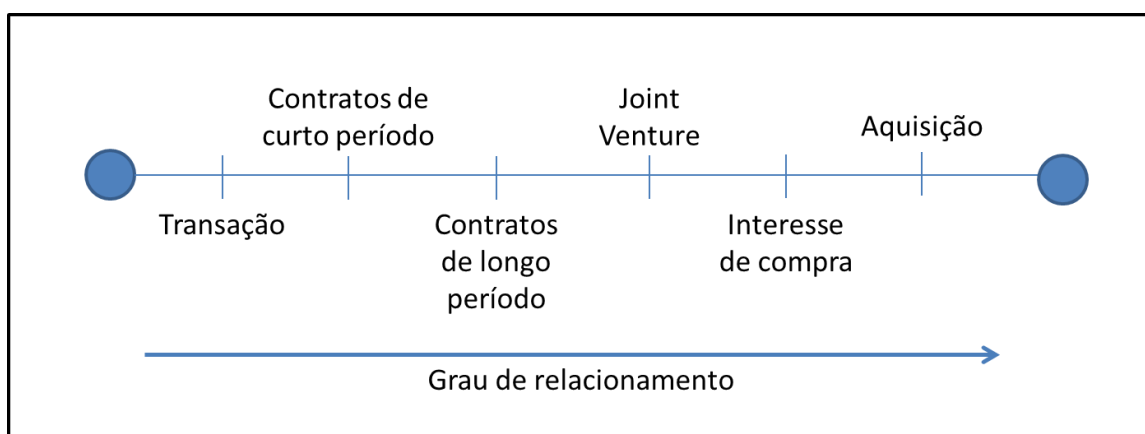 Contratos de
curto período
Joint
Venture
Aquisição
Transação
Contratos
de longo
período
Interesse
de compra
Grau de relacionamento